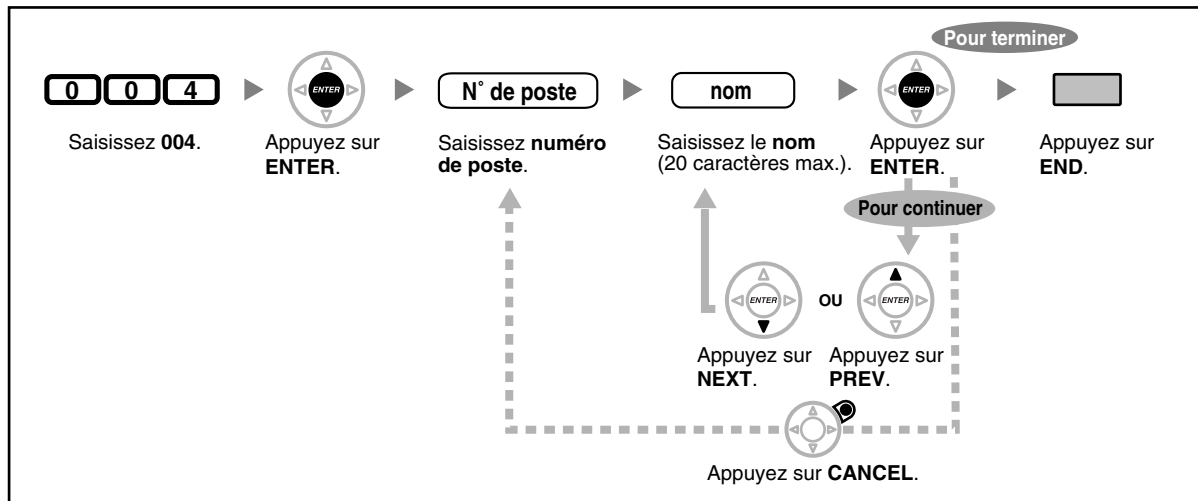 Pour terminer
0 0 4
ENTER
N° de poste
nom
ENTER
Saisissez 004.
Appuyez sur
ENTER.
Saisissez numéro
de poste.
Saisissez le nom
(20 caractères max.).
Appuyez sur
ENTER.
Appuyez sur
END.
Pour continuer
ENTER
OU
ENTER
Appuyez sur
NEXT.
Appuyez sur
PREV.
Appuyez sur CANCEL.